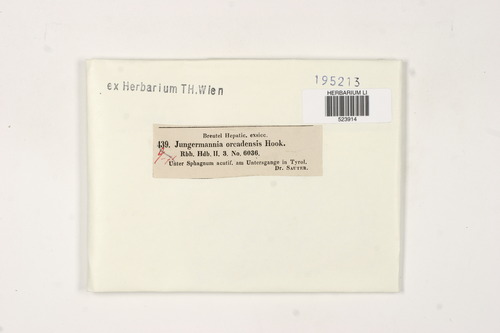 ex Herbarium TH.Wien
195213
HERBARIUM LI
523914
Breutel Hepatic, exsicc.
439. Jungermannia orcadensis Hook.
Rbh. Hdb. II, 3. No. 6036.
Unter Sphagnum acutif. am Untersgange in Tyrol.
Dr. SAUTER.